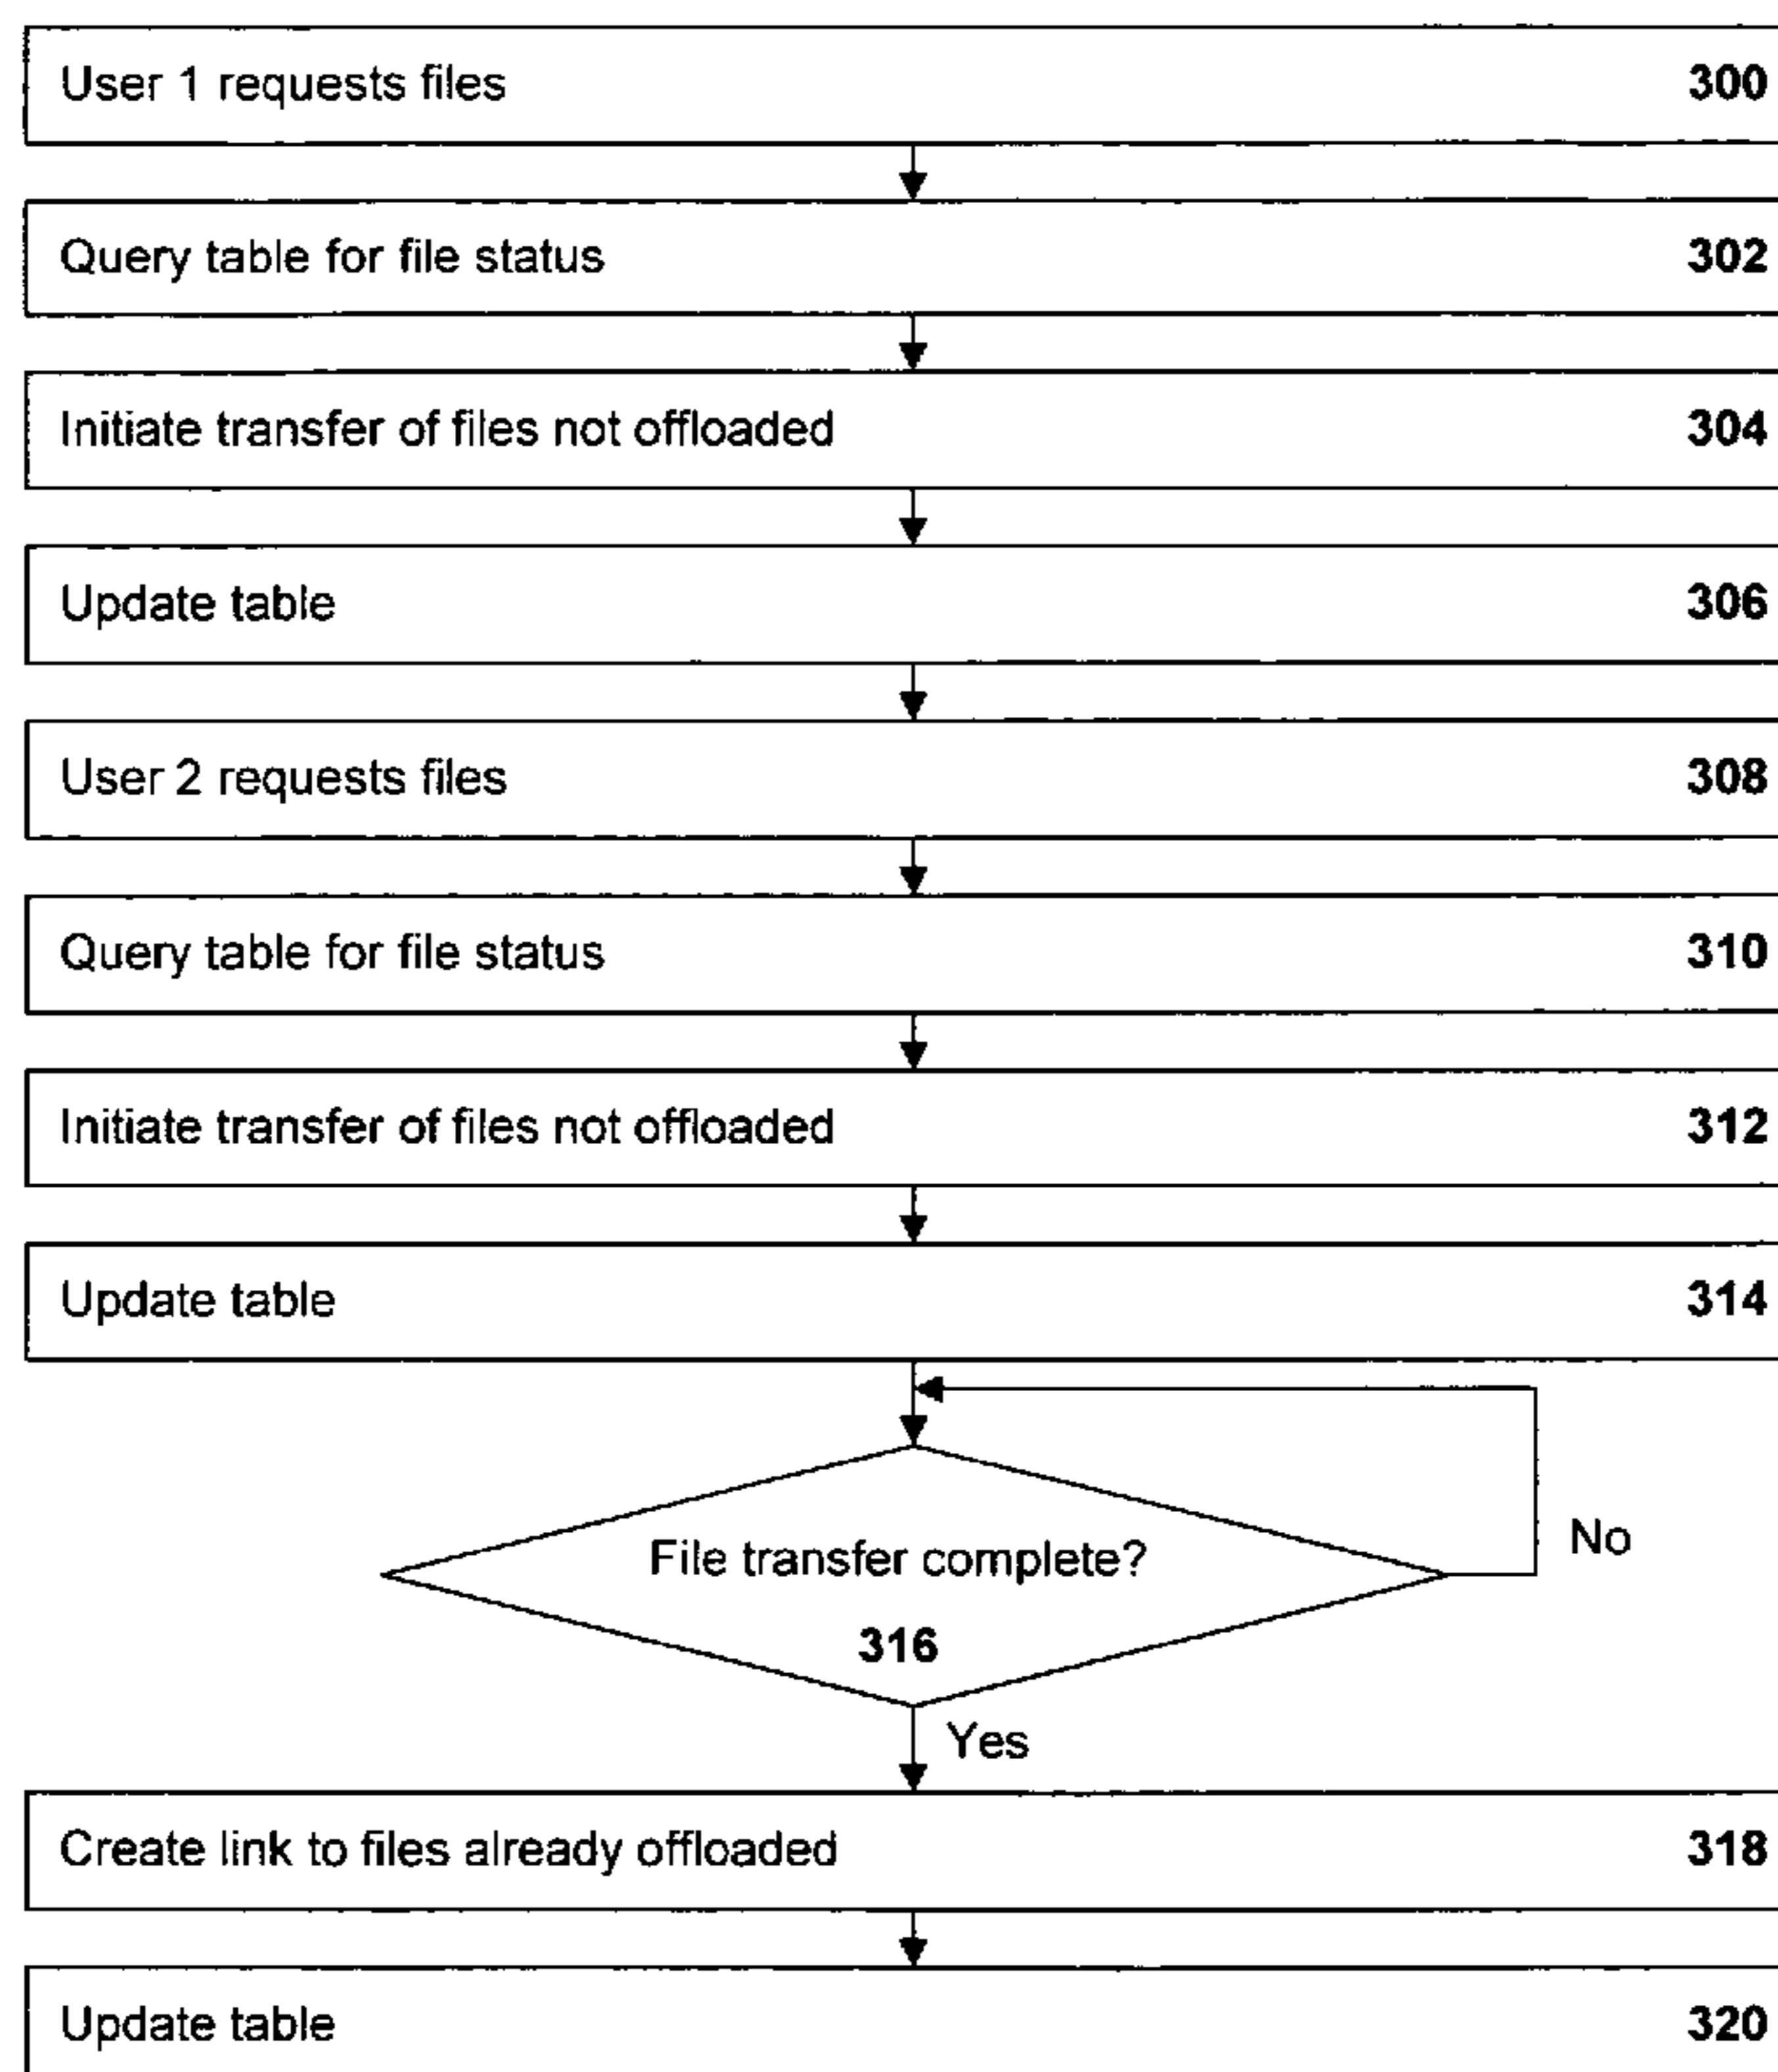 User 1 requests files 300
Query table for file status 302
Initiate transfer of files not offloaded 304
Update table 306
User 2 requests files 308
Query table for file status 310
Initiate transfer of files not offloaded 312
Update table 314
No
File transfer complete?
316
Yes
Create link to files already offloaded 318
Update table 320